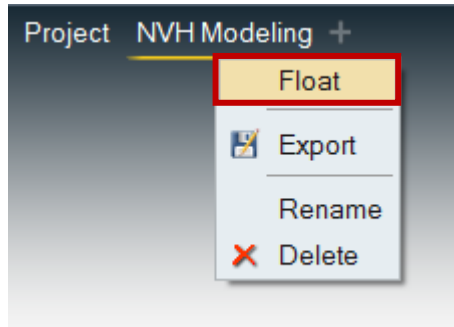 Project NVH Modeling +
Float
Export
Rename
Delete